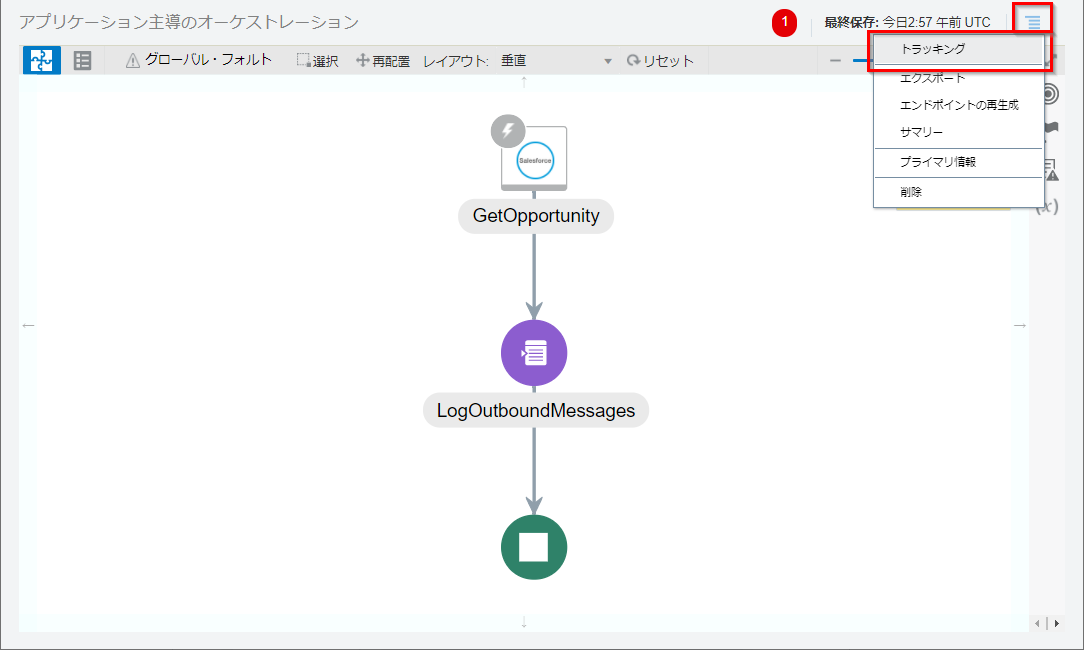 アプリケーション主導のオーケストレーション
1
最終保存: 今日2:57 午前 UTC
グローバル・フォルト
選択
再配置
レイアウト:
垂直
リセット
トラッキング
エクスポート
エンドポイントの再生成
サマリー
プライマリ情報
削除
(x)
Salesforce
GetOpportunity
LogOutboundMessages